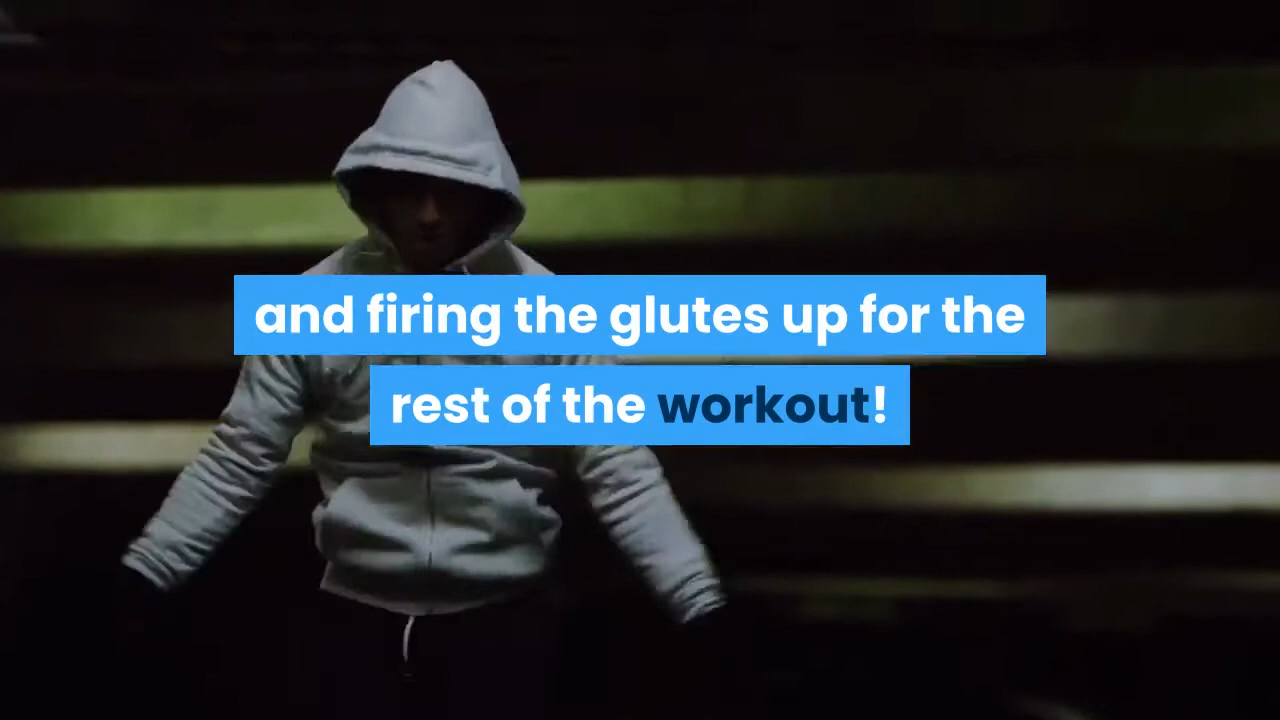 and firing the glutes up for the
rest of the workout!